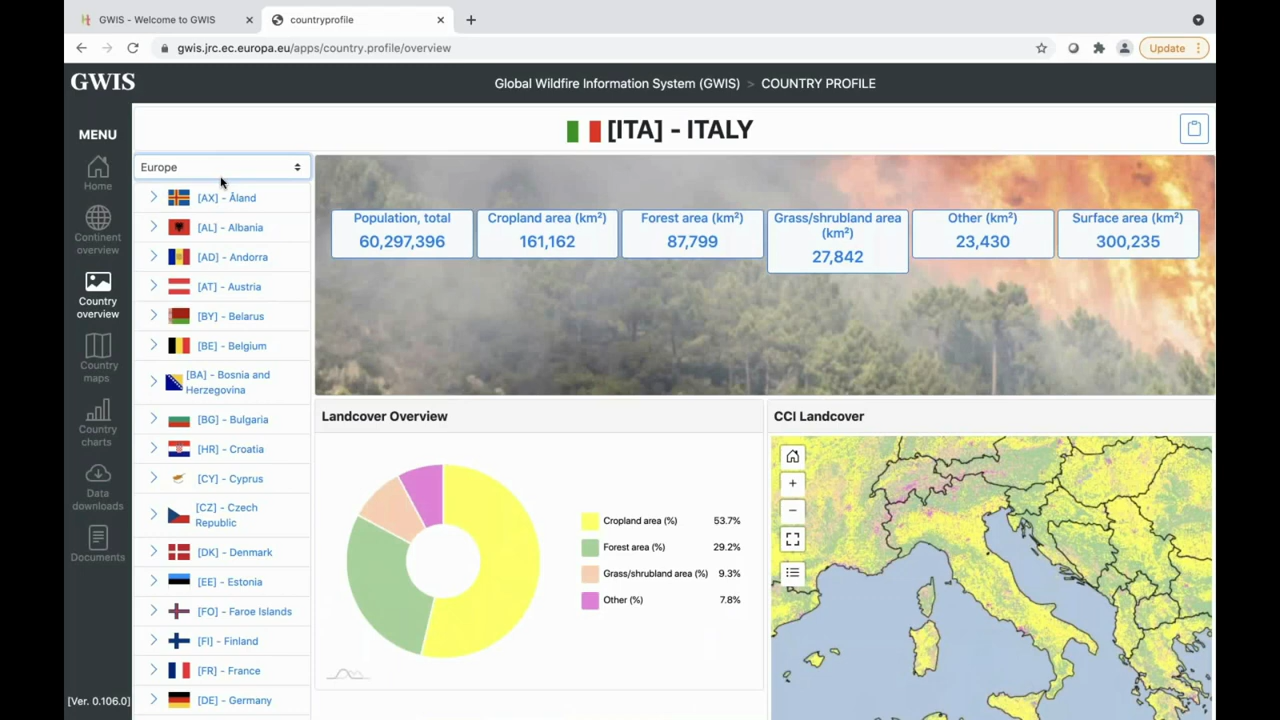 GWIS - Welcome to GWIS
countryprofile
gwis.jrc.ec.europa.eu/apps/country.profile/overview
Update
GWIS
Global Wildfire Information System (GWIS) > COUNTRY PROFILE
MENU
Home
Continent
overview
Country
overview
Country
maps
Country
charts
Data
downloads
Documents
[Ver. 0.106.0]
[ITA] - ITALY
Europe
[AX] - Åland
[AL] - Albania
[AD] - Andorra
[AT] - Austria
[BY] - Belarus
[BE] - Belgium
[BA] - Bosnia and
Herzegovina
[BG] - Bulgaria
[HR] - Croatia
[CY] - Cyprus
[CZ] - Czech
Republic
[DK] - Denmark
[EE] - Estonia
[FO] - Faroe Islands
[FI] - Finland
[FR] - France
[DE] - Germany
Population, total
60,297,396
Cropland area (km²)
161,162
Forest area (km²)
87,799
Grass/shrubland area
(km²)
27,842
Other (km²)
23,430
Surface area (km²)
300,235
Landcover Overview
Cropland area (%) 53.7%
Forest area (%) 29.2%
Grass/shrubland area (%) 9.3%
Other (%) 7.8%
CCI Landcover